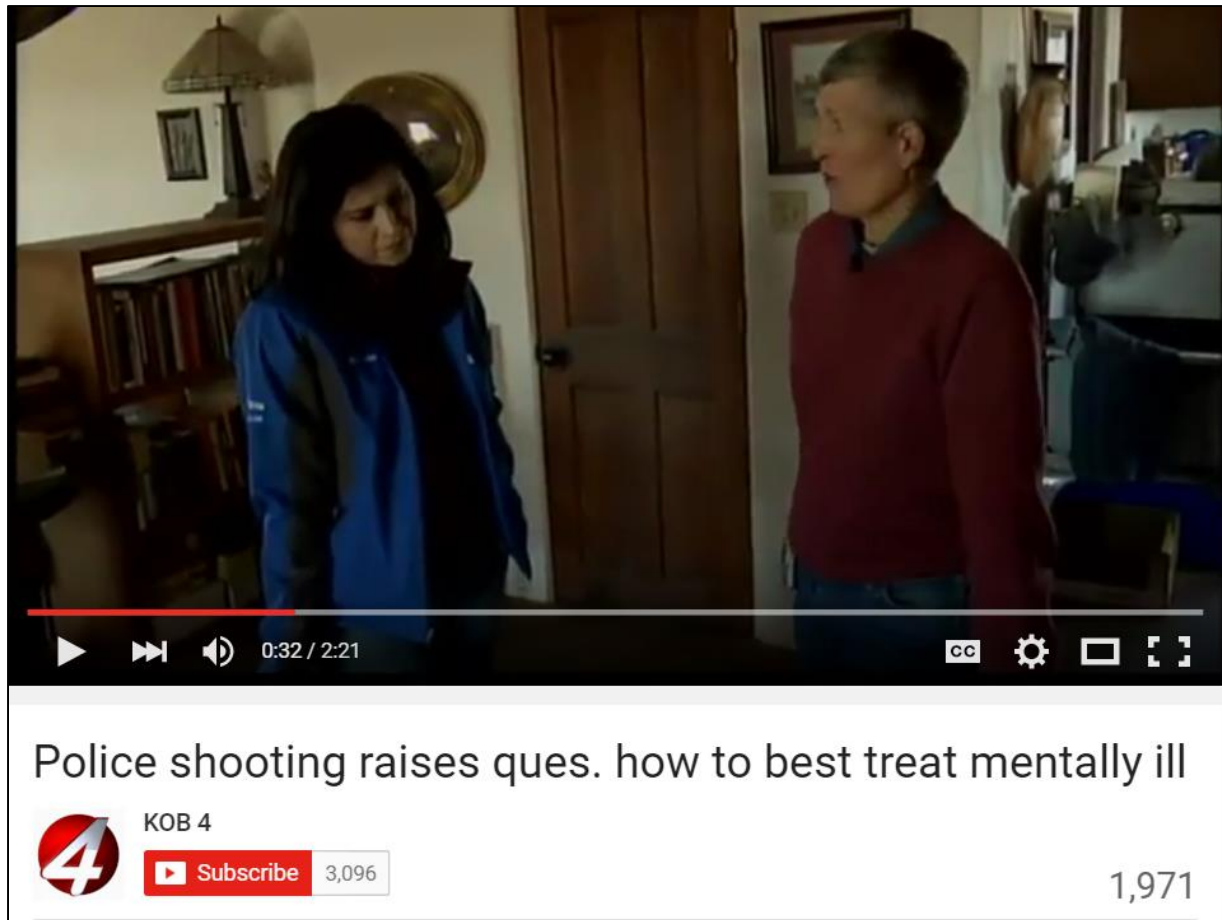 0:32 / 2:21
CC
Police shooting raises ques. how to best treat mentally ill
4
KOB 4
Subscribe 3,096
1,971